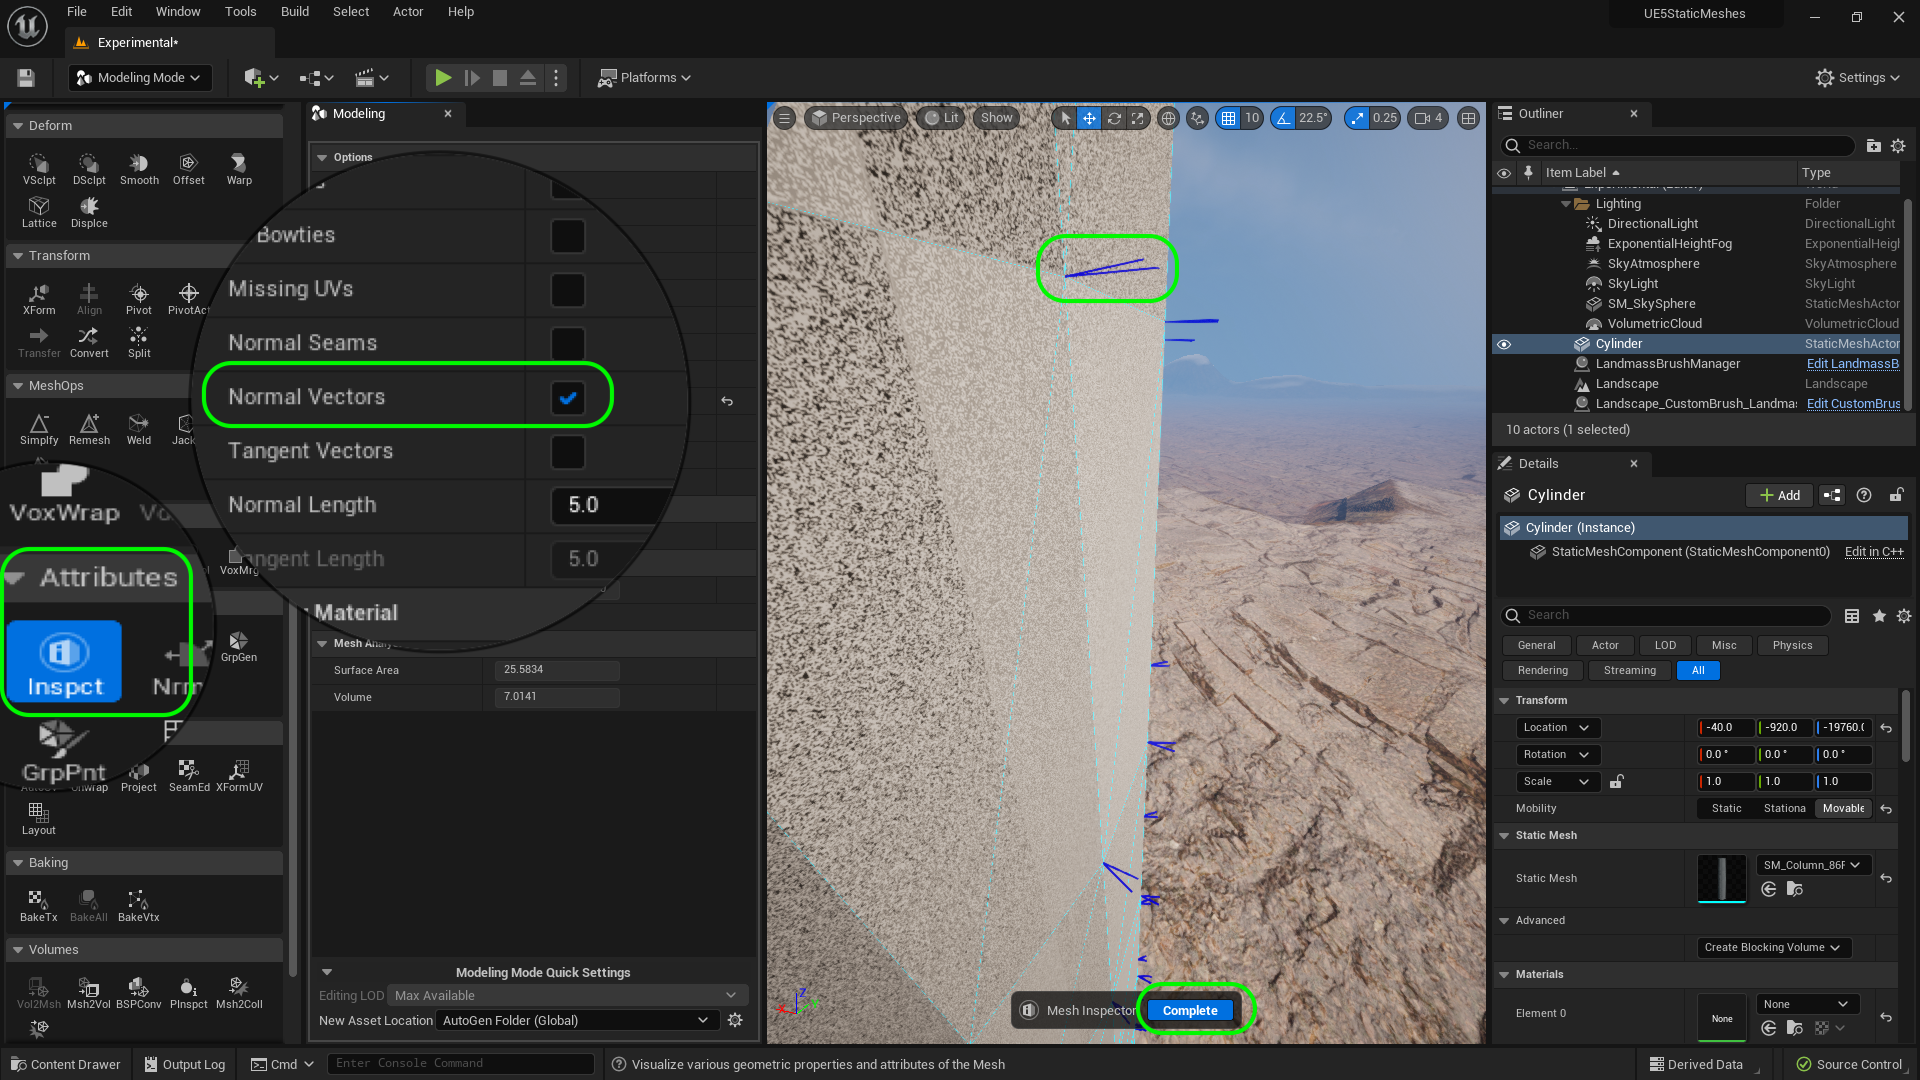 File Edit Window Tools Build Select Actor Help
UE5StaticMeshes
Experimental*
Modeling Mode
Platforms
Settings
Deform
VSclpt DSclpt Smooth Offset Warp
Lattice Displce
Transform
XForm Align Pivot PivotAct
Transfer Convert Split
MeshOps
Simplfy Remesh Weld
VoxWrap
VoxMrg
Attributes
Inspct
GrpGen
GrpPnt
Project SeamEd XFormUV
Layout
Baking
BakeTx BakeAll BakeVtx
Volumes
Vol2Msh Msh2Vol BSPConv PInspct Msh2Coll
Modeling
Options
Bowties
Missing UVs
Normal Seams
Normal Vectors
Tangent Vectors
Normal Length 5.0
Tangent Length 5.0
Material
Surface Area 25.5834
Volume 7.0141
Modeling Mode Quick Settings
Editing LOD Max Available
New Asset Location AutoGen Folder (Global)
Perspective Lit Show 10 22.5° 0.25 4
Z
Mesh Inspector Complete
Outliner
Search...
Item Label Type
Lighting Folder
DirectionalLight DirectionalLight
ExponentialHeightFog ExponentialHeigl
SkyAtmosphere SkyAtmosphere
SkyLight SkyLight
SM_SkySphere StaticMeshActor
VolumetricCloud VolumetricCloud
Cylinder StaticMeshActor
LandmassBrushManager Edit LandmassB
Landscape Landscape
Landscape_CustomBrush_Landmas Edit CustomBrus
10 actors (1 selected)
Details
Cylinder
Add
Cylinder (Instance)
StaticMeshComponent (StaticMeshComponent0) Edit in C++
Search
General Actor LOD Misc Physics
Rendering Streaming All
Transform
Location -40.0 -920.0 -19760.(
Rotation 0.0 ° 0.0 ° 0.0 °
Scale 1.0 1.0 1.0
Mobility Static Stationa Movable
Static Mesh
Static Mesh SM_Column_86F
Advanced
Create Blocking Volume
Materials
Element 0 None None
Content Drawer Output Log Cmd Enter Console Command Visualize various geometric properties and attributes of the Mesh Derived Data Source Control